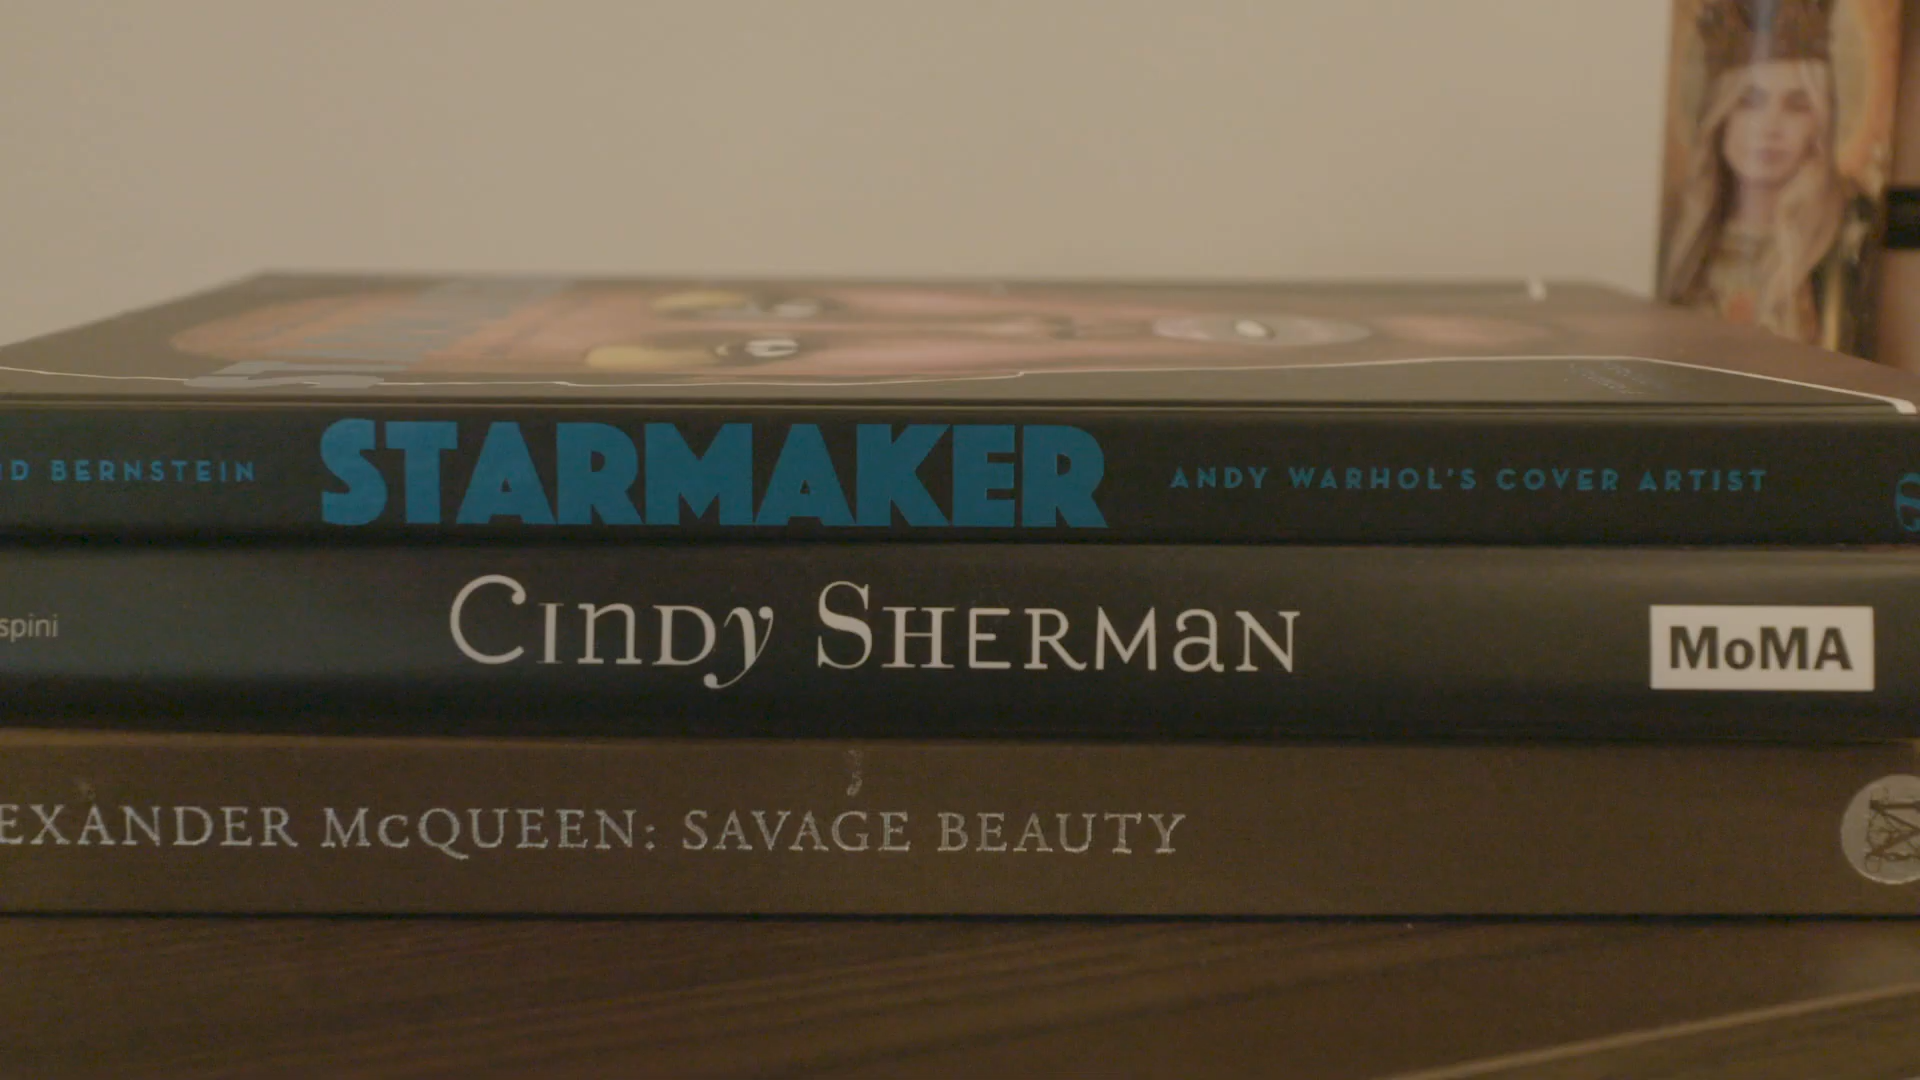 D BERNSTEIN STARMAKER ANDY WARHOL'S COVER ARTIST
spini Cindy Sherman MoMA
EXANDER McQUEEN: SAVAGE BEAUTY